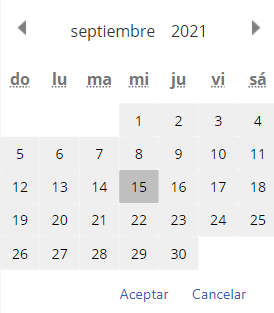 septiembre 2021
do lu ma mi ju vi sá
1 2 3 4
5 6 7 8 9 10 11
12 13 14 15 16 17 18
19 20 21 22 23 24 25
26 27 28 29 30
Aceptar Cancelar